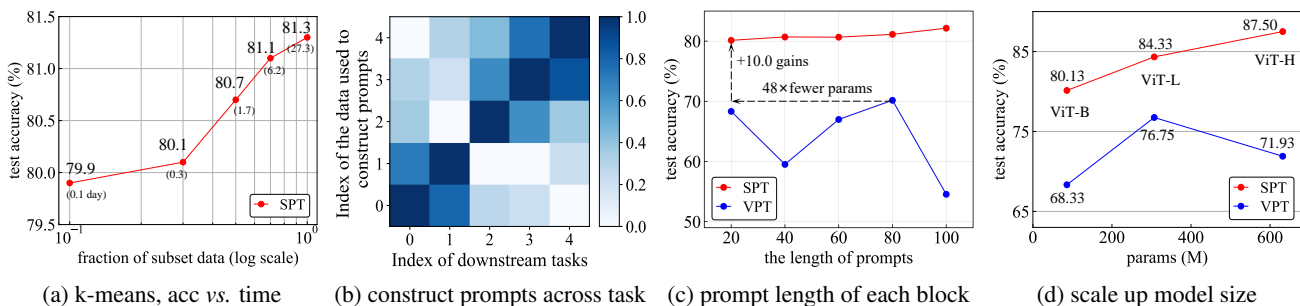 81.5
81.0
80.5
80.0
79.5
test accuracy (%)
79.9
(0.1 day)
80.1
(0.3)
80.7
(1.7)
81.1
(6.2)
81.3
(27.3)
SPT
10⁻¹
10⁰
fraction of subset data (log scale)
(a) k-means, acc vs. time
Index of the data used to
construct prompts
4
3
2
1
0
0 1 2 3 4
Index of downstream tasks
1.0
0.8
0.6
0.4
0.2
0.0
(b) construct prompts across task
test accuracy (%)
90
80
70
60
50
+10.0 gains
48×fewer params
SPT
VPT
20 40 60 80 100
the length of prompts
(c) prompt length of each block
test accuracy (%)
85
75
65
80.13
ViT-B
84.33
ViT-L
87.50
ViT-H
68.33
76.75
71.93
SPT
VPT
0 200 400 600
params (M)
(d) scale up model size